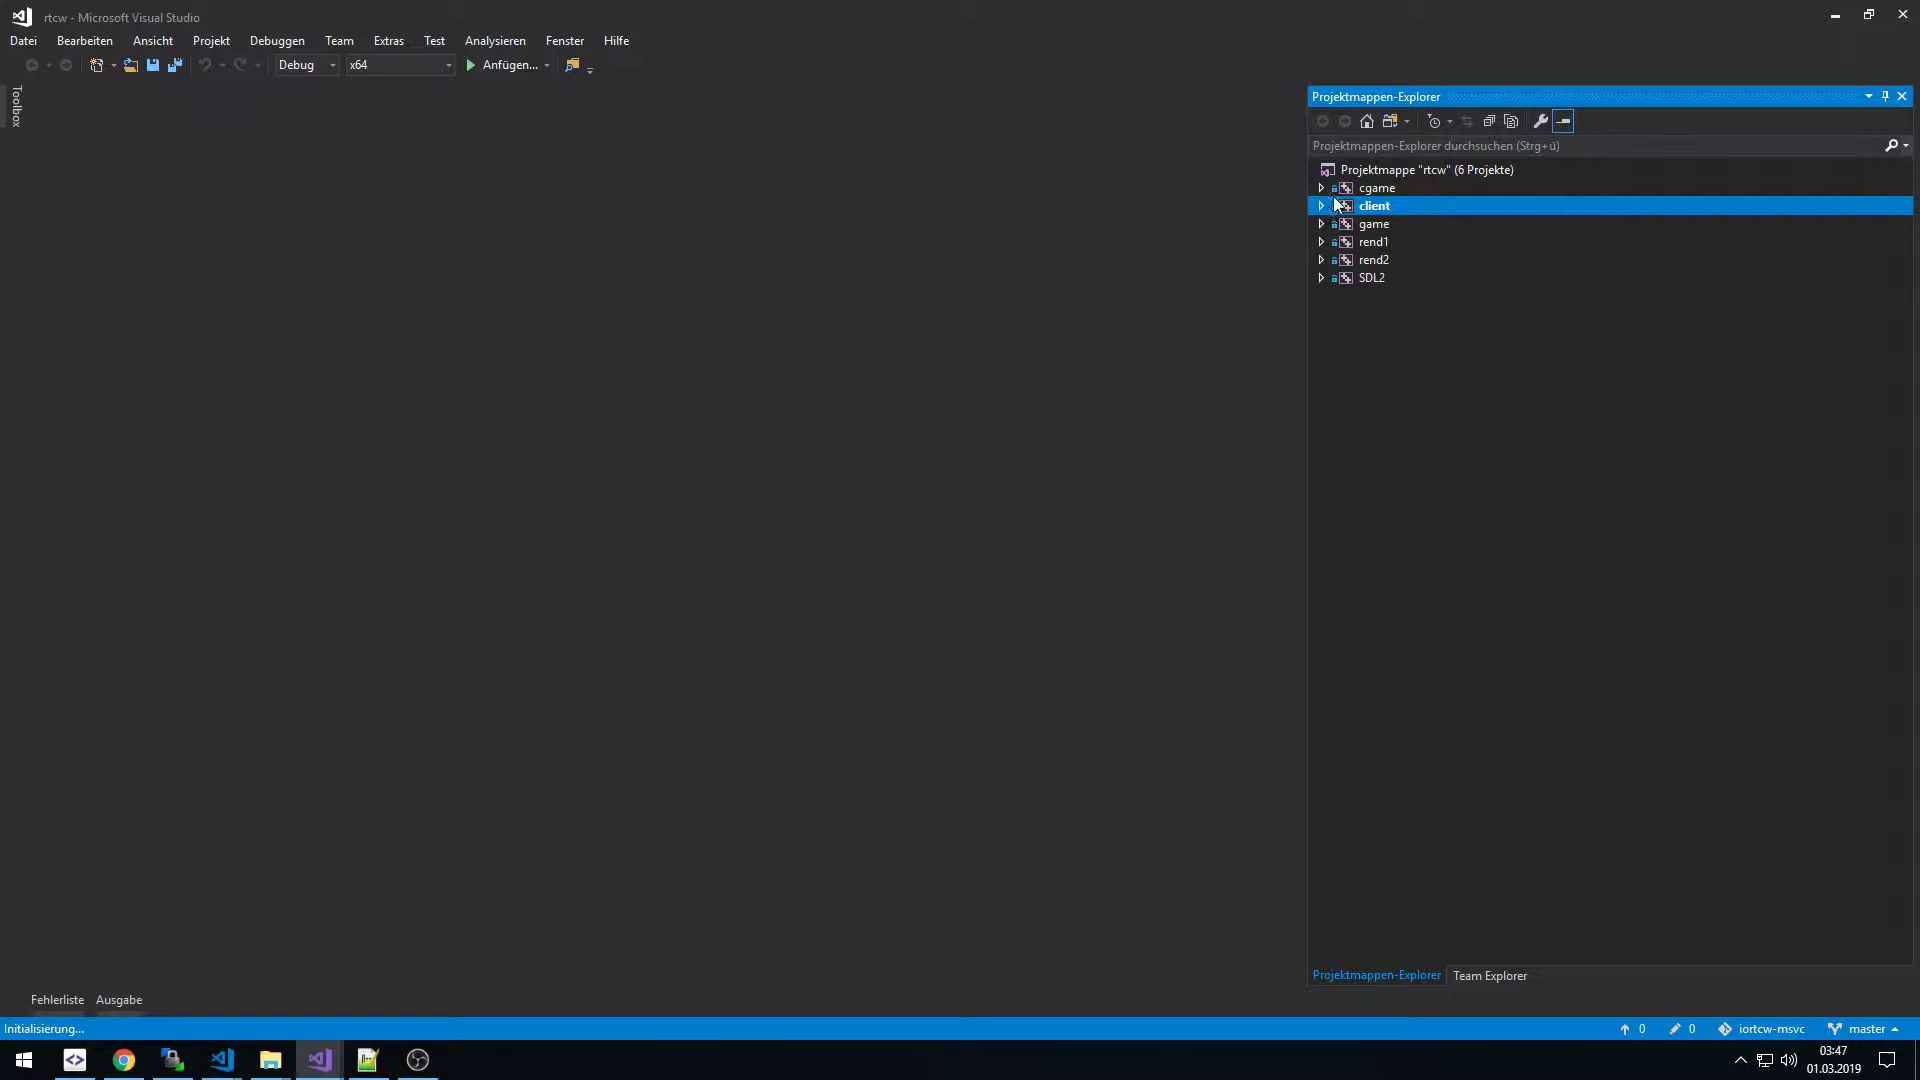 rtcw - Microsoft Visual Studio
Datei Bearbeiten Ansicht Projekt Debuggen Team Extras Test Analysieren Fenster Hilfe
Debug x64 Anfügen...
Toolbox
Projektmappen-Explorer
Projektmappen-Explorer durchsuchen (Strg+ü)
Projektmappe "rtcw" (6 Projekte)
cgame
client
game
rend1
rend2
SDL2
Projektmappen-Explorer Team Explorer
Fehlerliste Ausgabe
Initialisierung... 0 0 iortcw-msvc master
03:47
01.03.2019